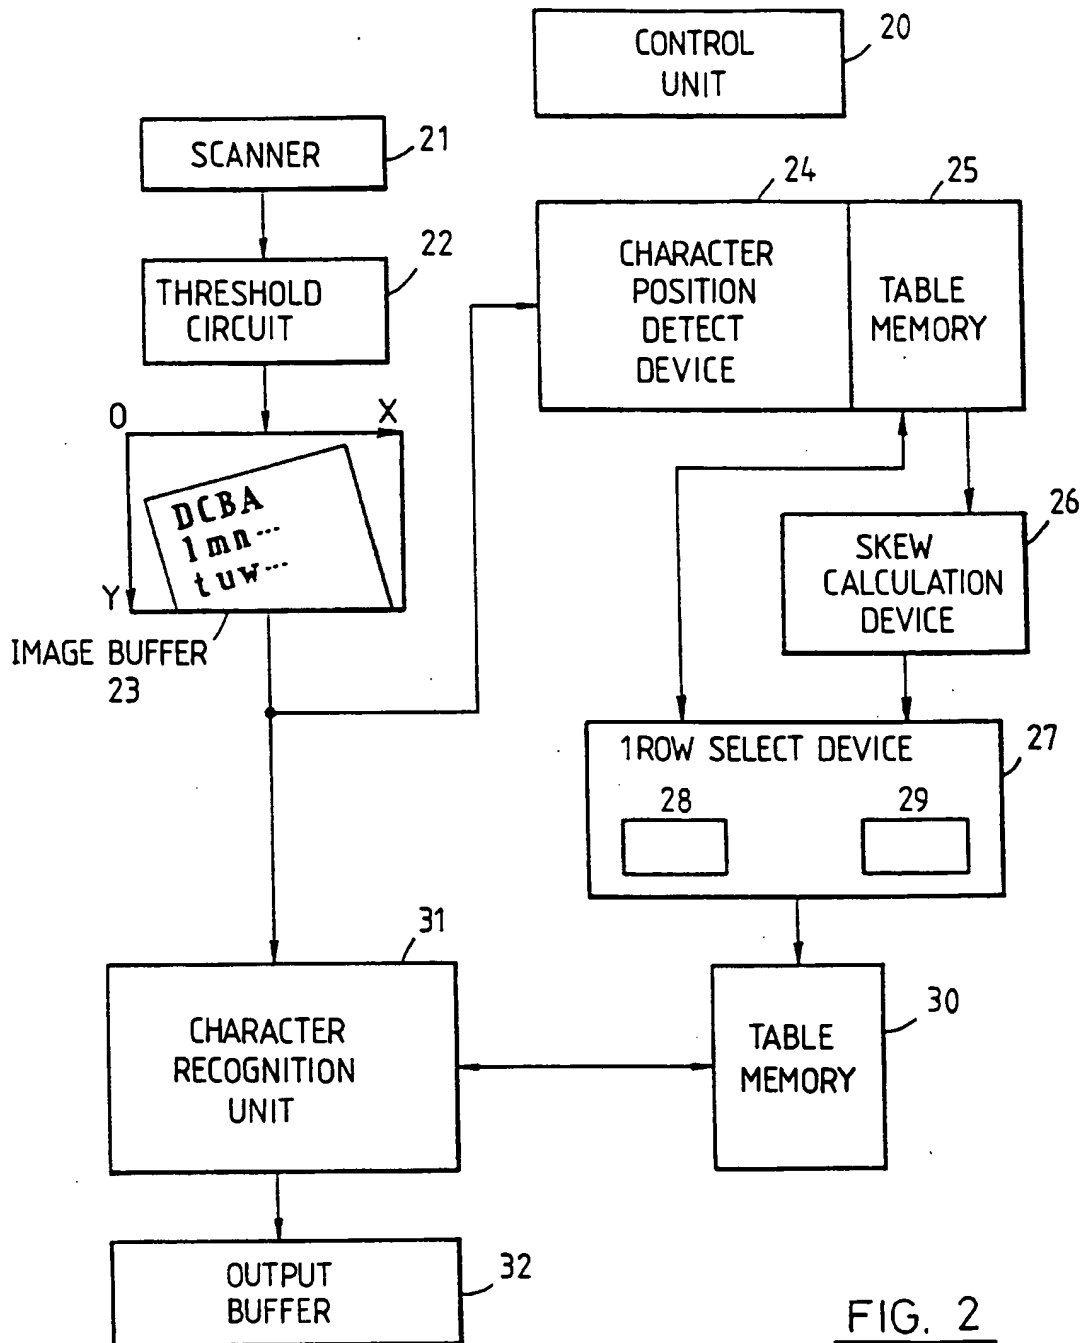 CONTROL
UNIT
20
SCANNER
21
THRESHOLD
CIRCUIT
22
24
25
CHARACTER
POSITION
DETECT
DEVICE
TABLE
MEMORY
O
X
Y
DCBA
lmn...
tuw...
IMAGE BUFFER
23
SKEW
CALCULATION
DEVICE
26
1ROW SELECT DEVICE
27
28
29
31
CHARACTER
RECOGNITION
UNIT
TABLE
MEMORY
30
OUTPUT
BUFFER
32
FIG. 2